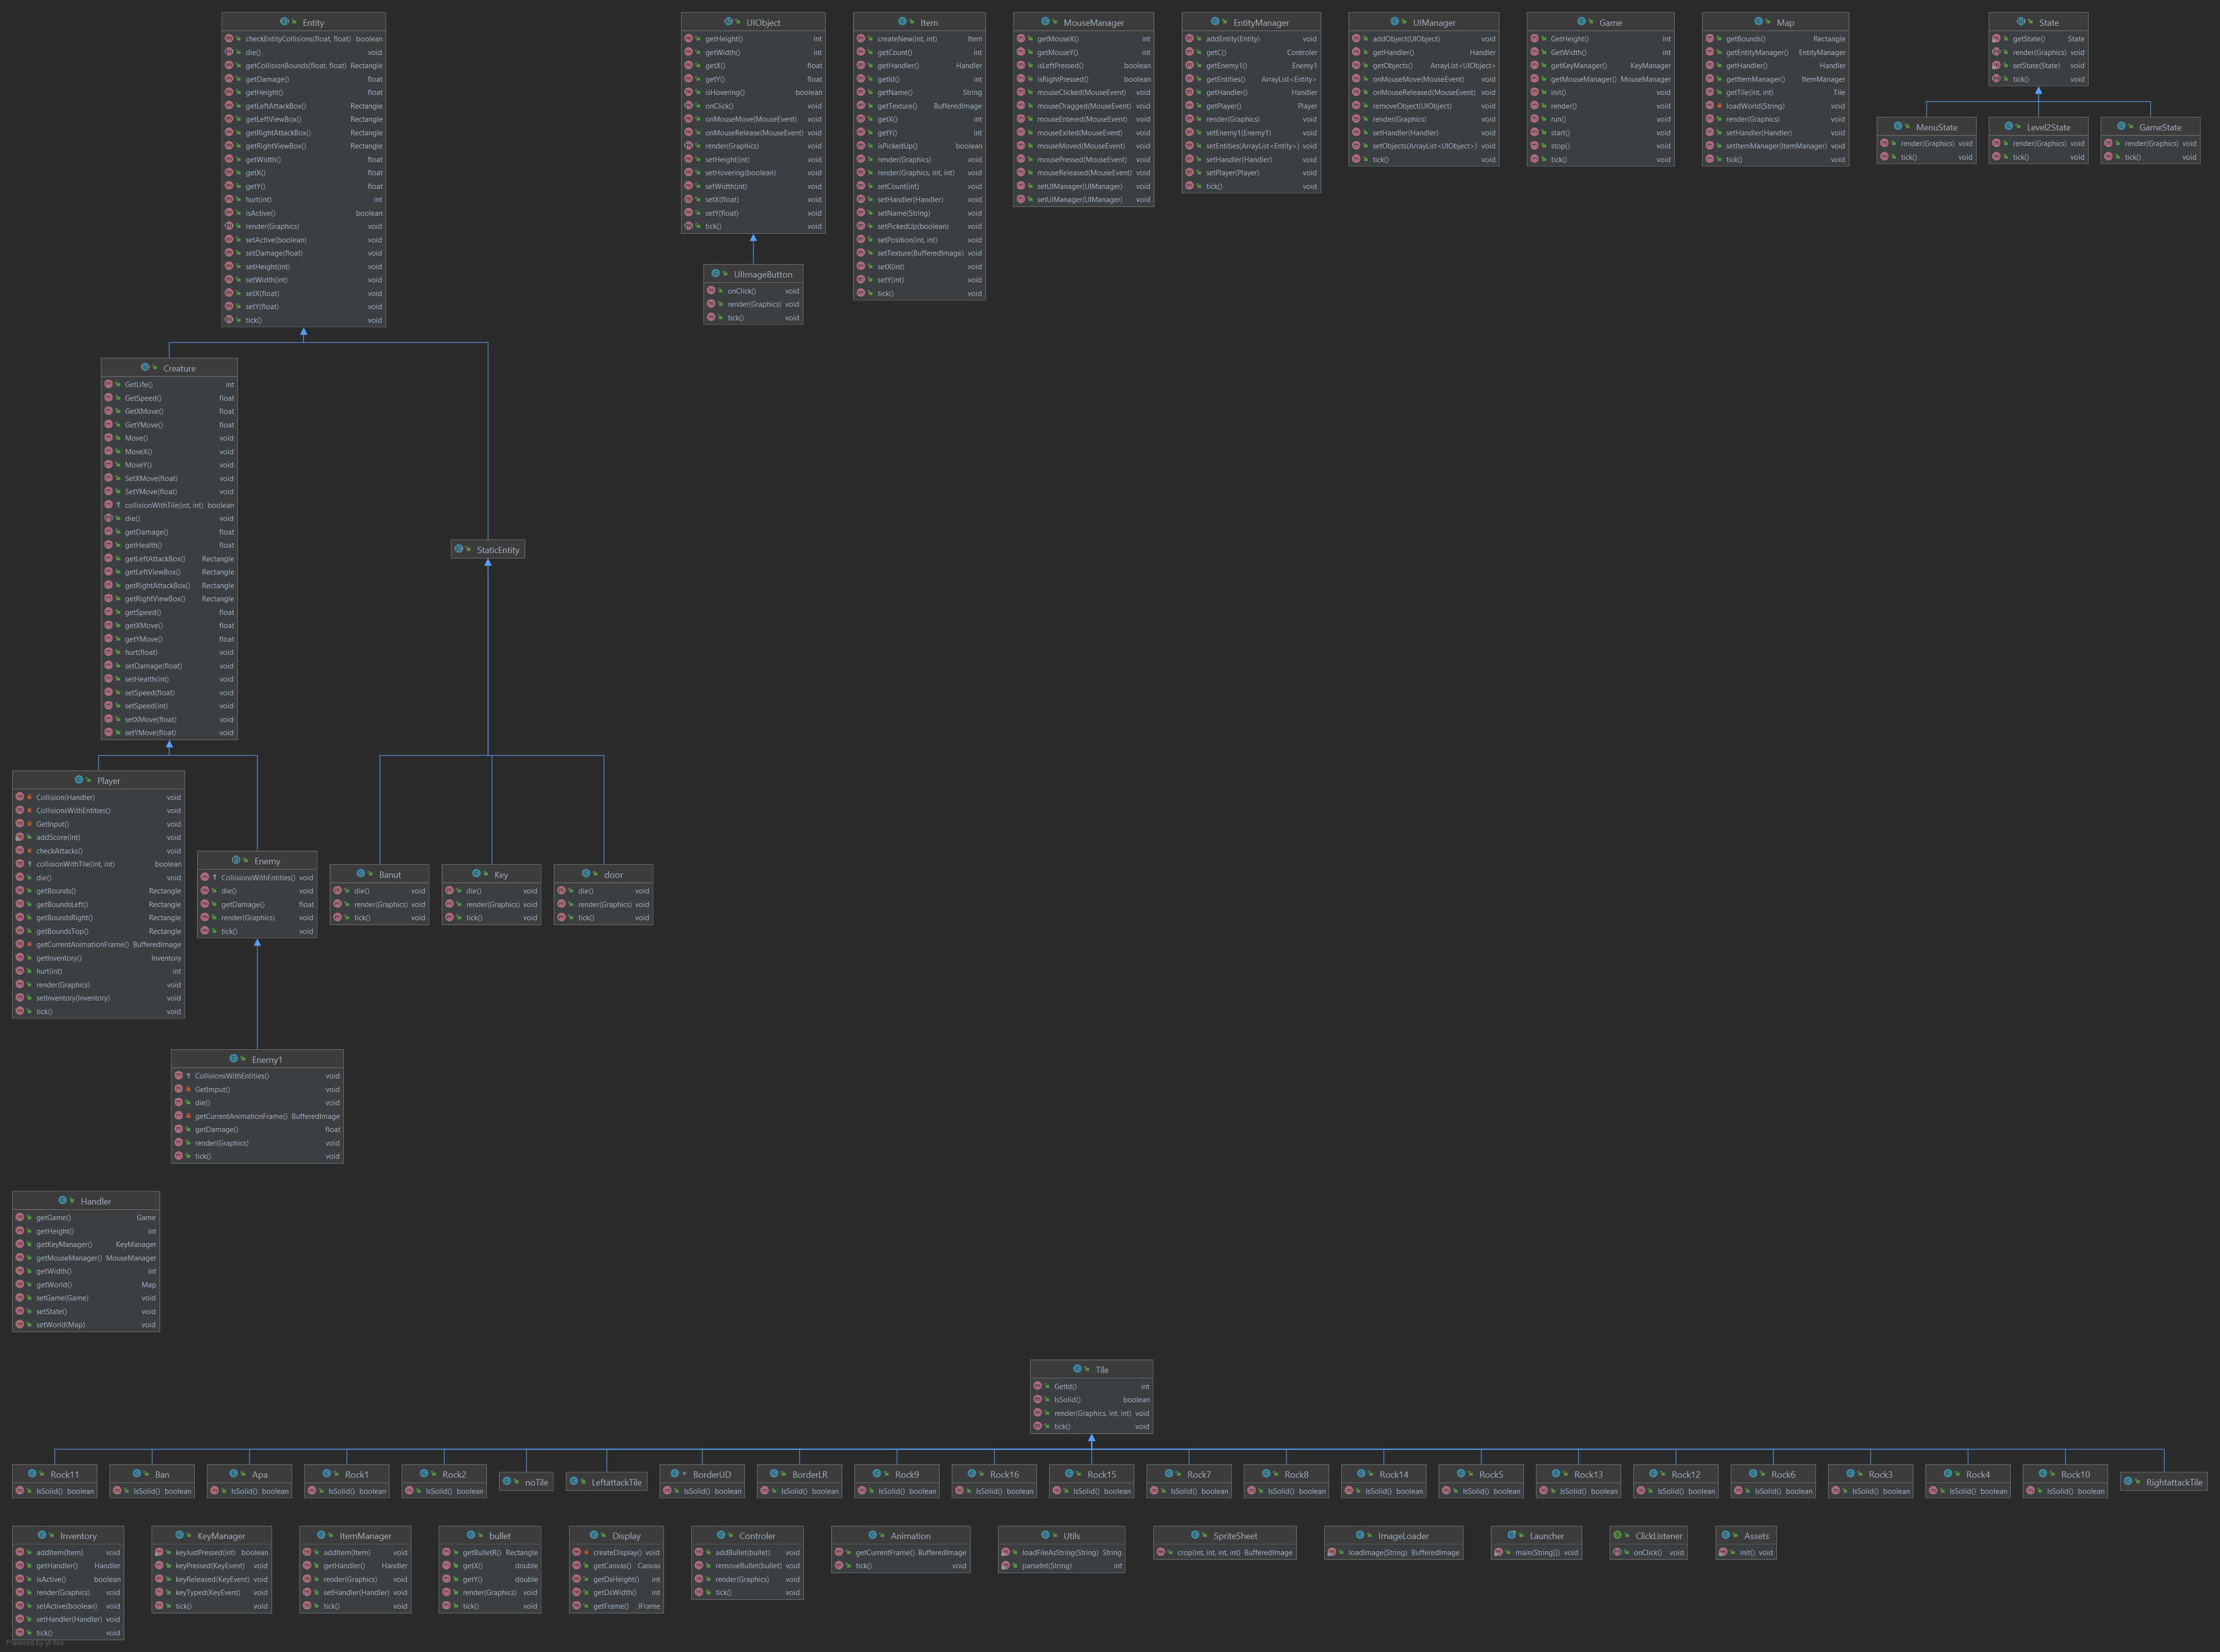 Entity
checkEntityCollisions(float, float) boolean
die() void
getCollisionBounds(float, float) Rectangle
getDamage() float
getHeight() float
getLeftAttackBox() Rectangle
getLeftViewBox() Rectangle
getRightAttackBox() Rectangle
getRightViewBox() Rectangle
getWidth() float
getX() float
getY() float
hurt(int) int
isActive() boolean
render(Graphics) void
setActive(boolean) void
setDamage(float) void
setHeight(int) void
setWidth(int) void
setX(float) void
setY(float) void
tick() void
UIObject
getHeight() int
getWidth() int
getX() float
getY() float
isHovering() boolean
onClick() void
onMouseMove(MouseEvent) void
onMouseRelease(MouseEvent) void
render(Graphics) void
setHeight(int) void
setHovering(boolean) void
setWidth(int) void
setX(float) void
setY(float) void
tick() void
UIImageButton
onClick() void
render(Graphics) void
tick() void
Item
createNew(int, int) Item
getCount() int
getHandler() Handler
getId() int
getName() String
getTexture() BufferedImage
getX() int
getY() int
isPickedUp() boolean
render(Graphics) void
render(Graphics, int, int) void
setCount(int) void
setHandler(Handler) void
setName(String) void
setPickedUp(boolean) void
setPosition(int, int) void
setTexture(BufferedImage) void
setX(int) void
setY(int) void
tick() void
MouseManager
getMouseX() int
getMouseY() int
isLeftPressed() boolean
isRightPressed() boolean
mouseClicked(MouseEvent) void
mouseDragged(MouseEvent) void
mouseEntered(MouseEvent) void
mouseExited(MouseEvent) void
mouseMoved(MouseEvent) void
mousePressed(MouseEvent) void
mouseReleased(MouseEvent) void
setUIManager(UIManager) void
setUiManager(UIManager) void
EntityManager
addEntity(Entity) void
getC() Controler
getEnemy1() Enemy1
getEntities() ArrayList<Entity>
getHandler() Handler
getPlayer() Player
render(Graphics) void
setEnemy1(Enemy1) void
setEntities(ArrayList<Entity>) void
setHandler(Handler) void
setPlayer(Player) void
tick() void
UIManager
addObject(UIObject) void
getHandler() Handler
getObjects() ArrayList<UIObject>
onMouseMove(MouseEvent) void
onMouseReleased(MouseEvent) void
removeObject(UIObject) void
render(Graphics) void
setHandler(Handler) void
setObjects(ArrayList<UIObject>) void
tick() void
Game
GetHeight() int
GetWidth() int
getKeyManager() KeyManager
getMouseManager() MouseManager
init() void
render() void
run() void
start() void
stop() void
tick() void
Map
getBounds() Rectangle
getEntityManager() EntityManager
getHandler() Handler
getItemManager() ItemManager
getTile(int, int) Tile
loadWorld(String) void
render(Graphics) void
setHandler(Handler) void
setItemManager(ItemManager) void
tick() void
State
getState() State
render(Graphics) void
setState(State) void
tick() void
MenuState
render(Graphics) void
tick() void
Level2State
render(Graphics) void
tick() void
GameState
render(Graphics) void
tick() void
Creature
GetLife() int
GetSpeed() float
GetXMove() float
GetYMove() float
Move() void
MoveX() void
MoveY() void
SetXMove(float) void
SetYMove(float) void
collisionWithTile(int, int) boolean
die() void
getDamage() float
getHealth() float
getLeftAttackBox() Rectangle
getLeftViewBox() Rectangle
getRightAttackBox() Rectangle
getRightViewBox() Rectangle
getSpeed() float
getXMove() float
getYMove() float
hurt(float) void
setDamage(float) void
setHealth(int) void
setSpeed(float) void
setSpeed(int) void
setXMove(float) void
setYMove(float) void
StaticEntity
Player
Collision(Handler) void
CollisionsWithEntities() void
GetInput() void
addScore(int) void
checkAttacks() void
collisionWithTile(int, int) boolean
die() void
getBounds() Rectangle
getBoundsLeft() Rectangle
getBoundsRight() Rectangle
getBoundsTop() Rectangle
getCurrentAnimationFrame() BufferedImage
getInventory() Inventory
hurt(int) int
render(Graphics) void
setInventory(Inventory) void
tick() void
Enemy
CollisionsWithEntities() void
die() void
getDamage() float
render(Graphics) void
tick() void
Banut
die() void
render(Graphics) void
tick() void
Key
die() void
render(Graphics) void
tick() void
door
die() void
render(Graphics) void
tick() void
Enemy1
CollisionsWithEntities() void
GetImput() void
die() void
getCurrentAnimationFrame() BufferedImage
getDamage() float
render(Graphics) void
tick() void
Handler
getGame() Game
getHeight() int
getKeyManager() KeyManager
getMouseManager() MouseManager
getWidth() int
getWorld() Map
setGame(Game) void
setState() void
setWorld(Map) void
Tile
GetId() int
IsSolid() boolean
render(Graphics, int, int) void
tick() void
Rock11
IsSolid() boolean
Ban
IsSolid() boolean
Apa
IsSolid() boolean
Rock1
IsSolid() boolean
Rock2
IsSolid() boolean
noTile
LeftattackTile
BorderUD
IsSolid() boolean
BorderLR
IsSolid() boolean
Rock9
IsSolid() boolean
Rock16
IsSolid() boolean
Rock15
IsSolid() boolean
Rock7
IsSolid() boolean
Rock8
IsSolid() boolean
Rock14
IsSolid() boolean
Rock5
IsSolid() boolean
Rock13
IsSolid() boolean
Rock12
IsSolid() boolean
Rock6
IsSolid() boolean
Rock3
IsSolid() boolean
Rock4
IsSolid() boolean
Rock10
IsSolid() boolean
RightattackTile
Inventory
addItem(Item) void
getHandler() Handler
isActive() boolean
render(Graphics) void
setActive(boolean) void
setHandler(Handler) void
tick() void
KeyManager
keyJustPressed(int) boolean
keyPressed(KeyEvent) void
keyReleased(KeyEvent) void
keyTyped(KeyEvent) void
tick() void
ItemManager
addItem(Item) void
getHandler() Handler
render(Graphics) void
setHandler(Handler) void
tick() void
bullet
getBulletR() Rectangle
getX() double
getY() double
render(Graphics) void
tick() void
Display
createDisplay() void
getCanvas() Canvas
getDsHeight() int
getDsWidth() int
getFrame() JFrame
Controler
addBullet(bullet) void
removeBullet(bullet) void
render(Graphics) void
tick() void
Animation
getCurrentFrame() BufferedImage
tick() void
Utils
loadFileAsString(String) String
parseInt(String) int
SpriteSheet
crop(int, int, int, int) BufferedImage
ImageLoader
loadImage(String) BufferedImage
Launcher
main(String[]) void
ClickListener
onClick() void
Assets
init() void
Powered by yFiles